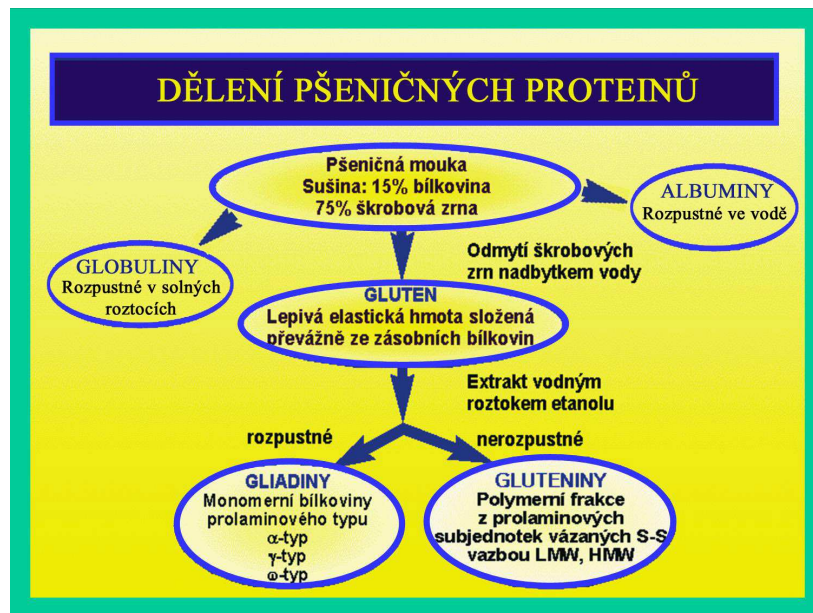 DĚLENÍ PŠENIČNÝCH PROTEINŮ
Pšeničná mouka
Sušina: 15% bílkovina
75% škrobová zrna
ALBUMINY
Rozpustné ve vodě
GLOBULINY
Rozpustné v solných
roztocích
Odmytí škrobových
zrn nadbytkem vody
GLUTEN
Lepivá elastická hmota složená
převážně ze zásobních bílkovin
Extrakt vodným
roztokem etanolu
rozpustné
nerozpustné
GLIADINY
Monomerní bílkoviny
prolaminového typu
α-typ
γ-typ
ω-typ
GLUTENINY
Polymerní frakce
z prolaminových
subjednotek vázaných S-S
vazbou LMW, HMW